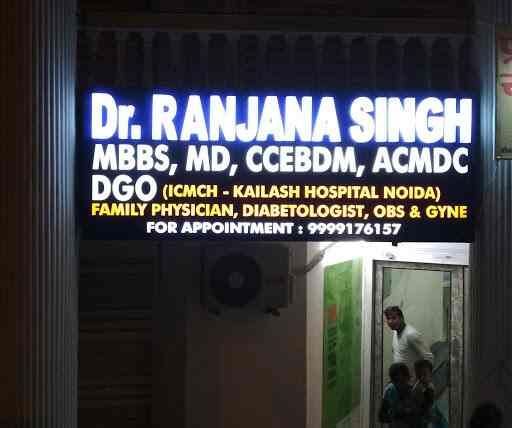 Dr. RANJANA SINGH
MBBS, MD, CCEBDM, ACMDC
DGO (ICMCH - KAILASH HOSPITAL NOIDA)
FAMILY PHYSICIAN, DIABETOLOGIST, OBS & GYNE
FOR APPOINTMENT : 9999176157